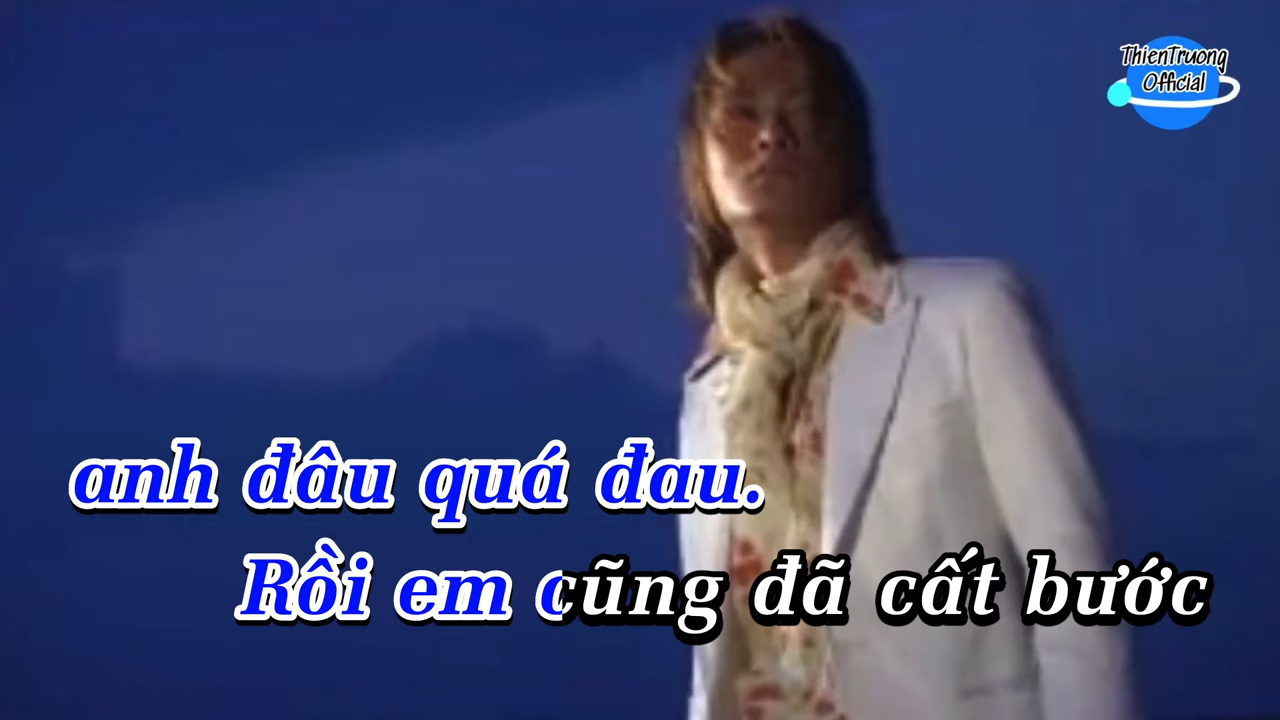 ThienTruong
Official
anh đâu quá đau.
Rồi em cũng đã cất bước